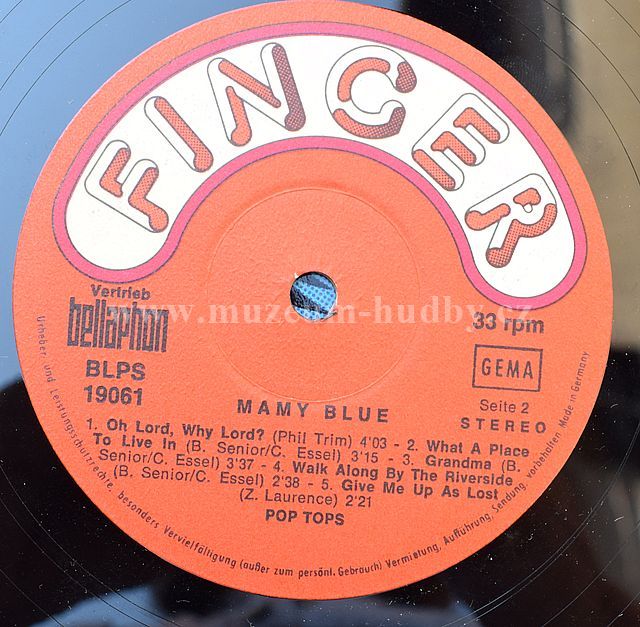 FINGER
Vertrieb
bellaphon
BLPS
19061
www.muzeum-hudby.cz
33 rpm
GEMA
Seite 2
STEREO
MAMY BLUE
1. Oh Lord, Why Lord? (Phil Trim) 4'03 - 2. What A Place
To Live In (B. Senior/C. Essel) 3'15 - 3. Grandma (B.
Senior/C. Essel) 3'37 - 4. Walk Along By The Riverside
(B. Senior/C. Essel) 2'38 - 5. Give Me Up As Lost
(Z. Laurence) 2'21
POP TOPS
Urheber- und Leistungsschutzrechte, besonders Vervielfältigung (außer zum persönl. Gebrauch) Vermietung, Aufführung, Sendung vorbehalten Made in Germany